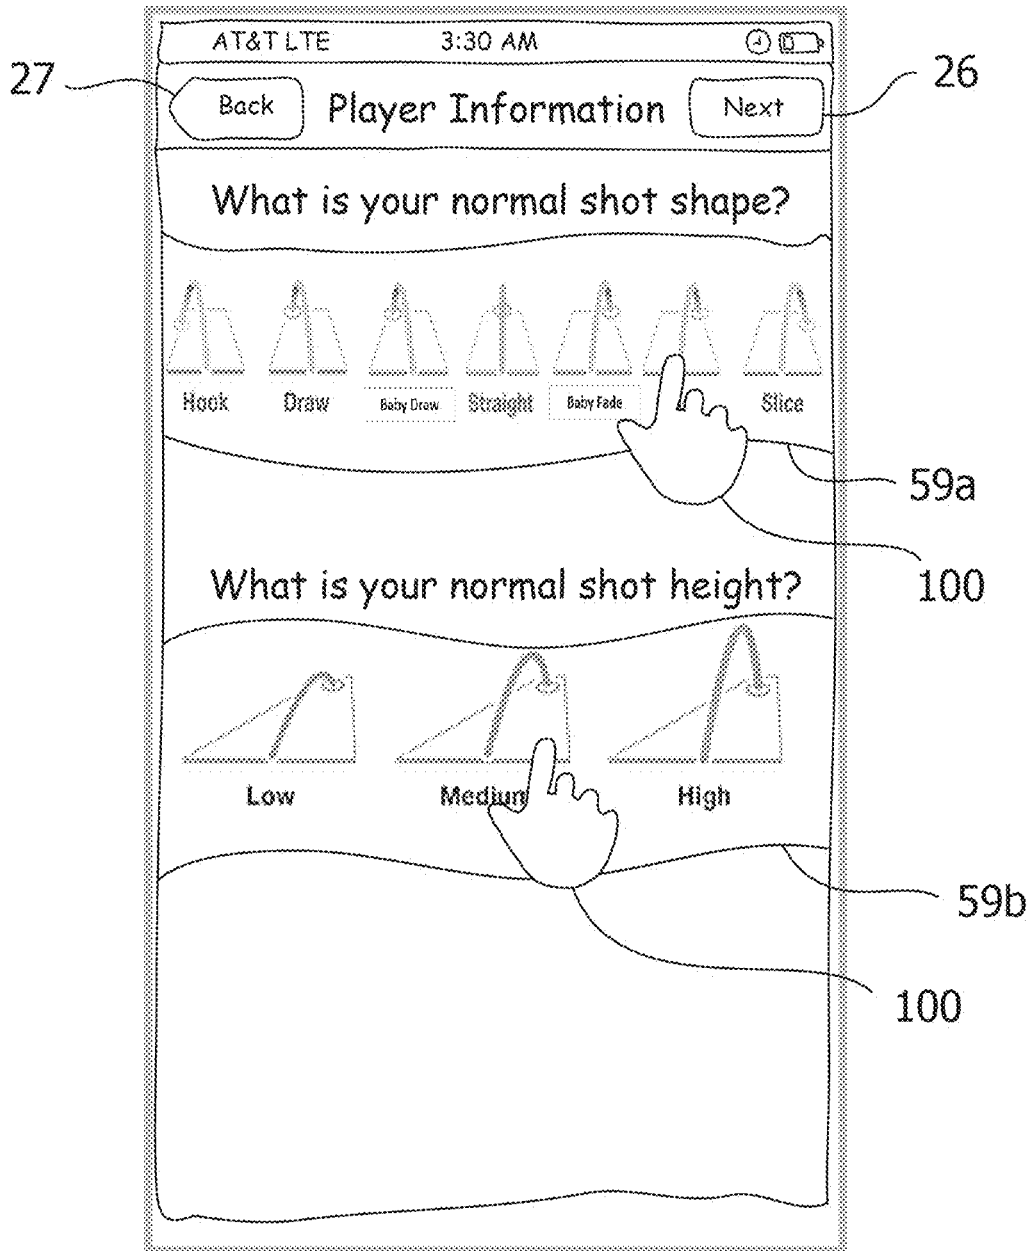 AT&T LTE 3:30 AM
27 Back Player Information Next 26
What is your normal shot shape?
Hook Draw Baby Draw Straight Baby Fade Slice
59a
100
What is your normal shot height?
Low Medium High
59b
100